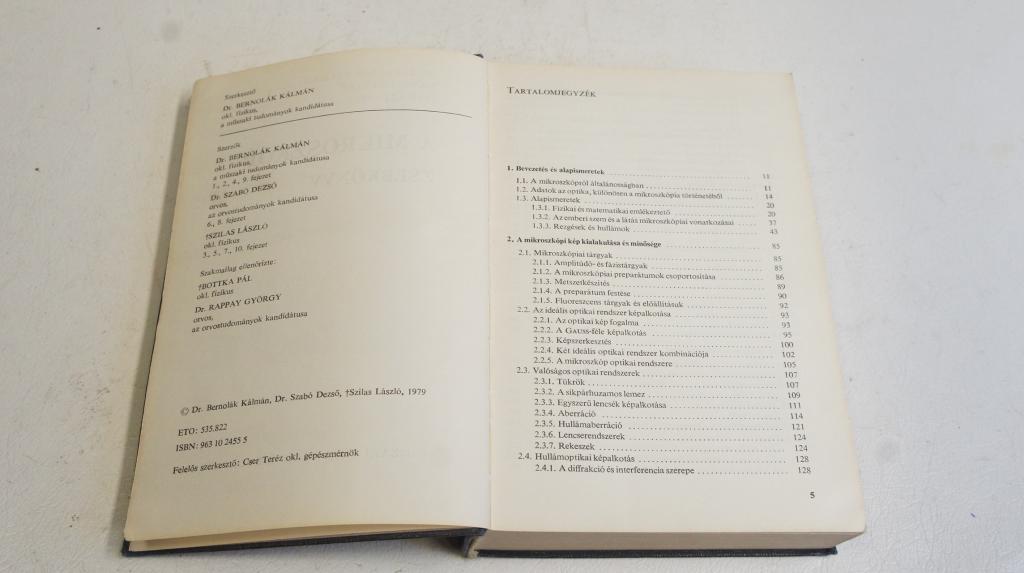 Szerkesztő
Dr. BERNOLÁK KÁLMÁN
okl. fizikus,
a műszaki tudományok kandidátusa
Szerzők
Dr. BERNOLÁK KÁLMÁN
okl. fizikus,
a műszaki tudományok kandidátusa
1., 2., 4., 9. fejezet
Dr. SZABÓ DEZSŐ
orvos,
az orvostudományok kandidátusa
6., 8. fejezet
†SZILAS LÁSZLÓ
okl. fizikus
3., 5., 7., 10. fejezet
Szakmailag ellenőrizte:
†BOTTKA PÁL
okl. fizikus
Dr. RAPPAY GYÖRGY
orvos,
az orvostudományok kandidátusa
© Dr. Bernolák Kálmán, Dr. Szabó Dezső, †Szilas László, 1979
ETO: 535.822
ISBN: 963 10 2455 5
Felelős szerkesztő: Cser Teréz okl. gépészmérnök
TARTALOMJEGYZÉK
1. Bevezetés és alapismeretek 11
1.1. A mikroszkópról általánosságban 11
1.2. Adatok az optika, különösen a mikroszkópia történetéből 14
1.3. Alapismeretek 20
1.3.1. Fizikai és matematikai emlékeztető 20
1.3.2. Az emberi szem és a látás mikroszkópiai vonatkozásai 37
1.3.3. Rezgések és hullámok 43
2. A mikroszkópi kép kialakulása és minősége 85
2.1. Mikroszkópiai tárgyak 85
2.1.1. Amplitúdó- és fázistárgyak 85
2.1.2. A mikroszkópiai preparátumok csoportosítása 86
2.1.3. Metszetkészítés 89
2.1.4. A preparátum festése 90
2.1.5. Fluoreszcens tárgyak és előállításuk 92
2.2. Az ideális optikai rendszer képalkotása 93
2.2.1. Az optikai kép fogalma 93
2.2.2. A GAUSS-féle képalkotás 95
2.2.3. Képszerkesztés 100
2.2.4. Két ideális optikai rendszer kombinációja 102
2.2.5. A mikroszkóp optikai rendszere 105
2.3. Valóságos optikai rendszerek 107
2.3.1. Tükrök 107
2.3.2. A síkpárhuzamos lemez 109
2.3.3. Egyszerű lencsék képalkotása 111
2.3.4. Aberráció 114
2.3.5. Hullámaberráció 121
2.3.6. Lencserendszerek 124
2.3.7. Rekeszek 124
2.4. Hullámoptikai képalkotás 128
2.4.1. A diffrakció és interferencia szerepe 128
5